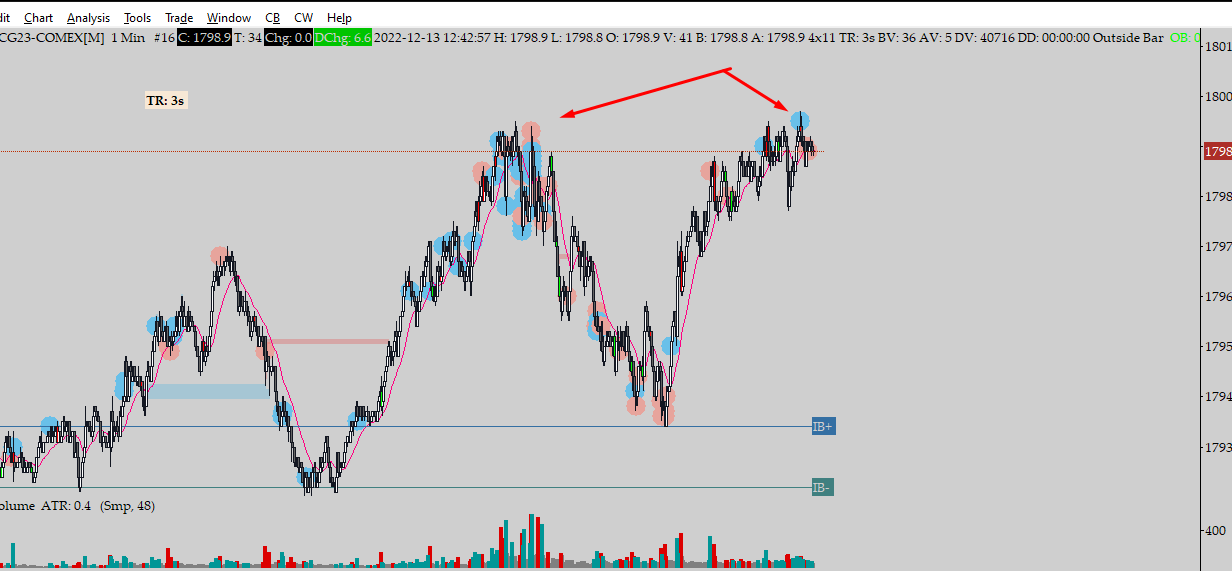 dit Chart Analysis Tools Trade Window CB CW Help
CG23-COMEX[M] 1 Min #16 C: 1798.9 T: 34 Chg: 0.0 DChg: 6.6 2022-12-13 12:42:57 H: 1798.9 L: 1798.8 O: 1798.9 V: 41 B: 1798.8 A: 1798.9 4x11 TR: 3s BV: 36 AV: 5 DV: 40716 DD: 00:00:00 Outside Bar OB: 0
1801
TR: 3s
1800
1798
1798
1797
1796
1795
1794
IB+
1793
IB-
olume ATR: 0.4 (Smp, 48)
400